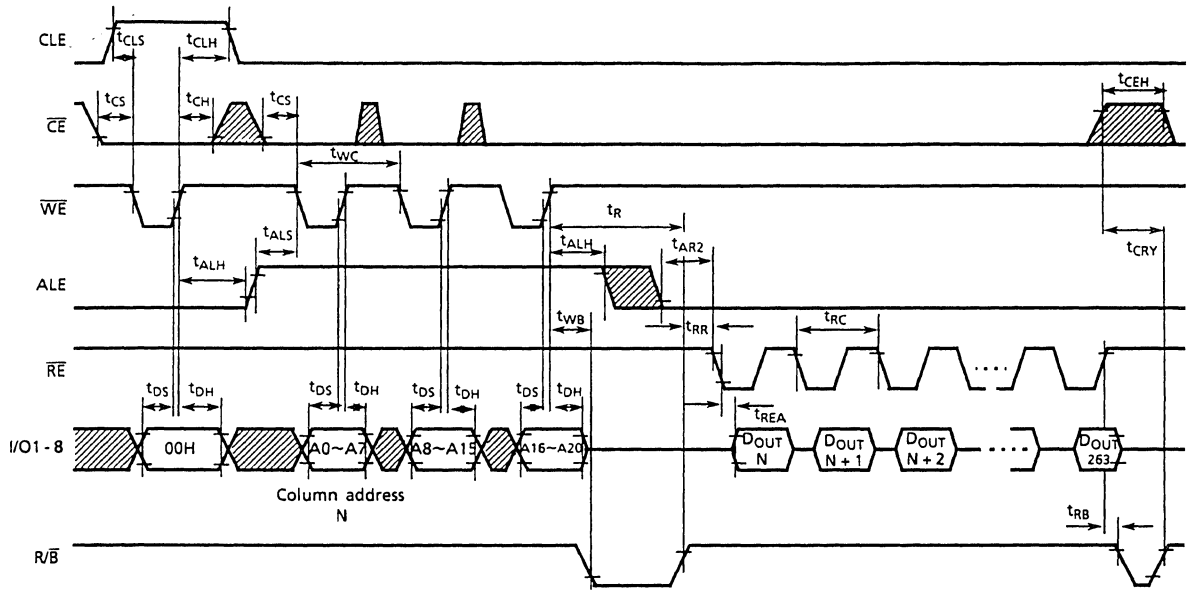 CLE
tCLS
tCLH
CE
tCS
tCH
tCS
tCEH
WE
tWC
tR
tCRY
ALE
tALH
tALS
tALH
tAR2
RE
tWB
tRR
tRC
tDS
tDH
tDS
tDH
tDS
tDH
tDS
tDH
tREA
I/O1 - 8
00H
A0~A7
A8~A15
A16~A20
DOUT
N
DOUT
N + 1
DOUT
N + 2
DOUT
263
Column address
N
tRB
R/B